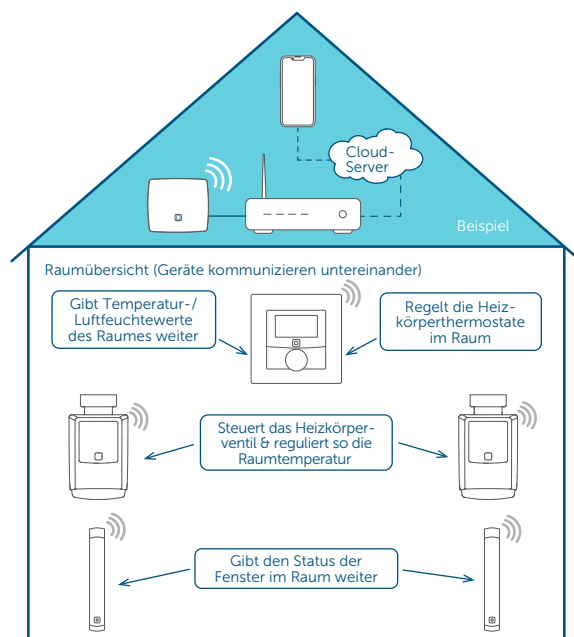 Cloud-
Server
Beispiel
Raumübersicht (Geräte kommunizieren untereinander)
Gibt Temperatur-/
Luftfeuchtewerte
des Raumes weiter
Regelt die Heiz-
körperthermostate
im Raum
Steuert das Heizkörper-
ventil & reguliert so die
Raumtemperatur
Gibt den Status der
Fenster im Raum weiter